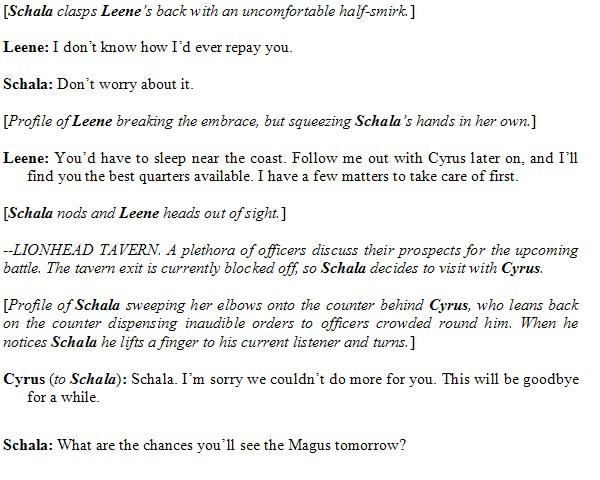 [Schala clasps Leene's back with an uncomfortable half-smirk.]
Leene: I don't know how I'd ever repay you.
Schala: Don't worry about it.
[Profile of Leene breaking the embrace, but squeezing Schala's hands in her own.]
Leene: You'd have to sleep near the coast. Follow me out with Cyrus later on, and I'll
find you the best quarters available. I have a few matters to take care of first.
[Schala nods and Leene heads out of sight.]
--LIONHEAD TAVERN. A plethora of officers discuss their prospects for the upcoming
battle. The tavern exit is currently blocked off, so Schala decides to visit with Cyrus.
[Profile of Schala sweeping her elbows onto the counter behind Cyrus, who leans back
on the counter dispensing inaudible orders to officers crowded round him. When he
notices Schala he lifts a finger to his current listener and turns.]
Cyrus (to Schala): Schala. I'm sorry we couldn't do more for you. This will be goodbye
for a while.
Schala: What are the chances you'll see the Magus tomorrow?